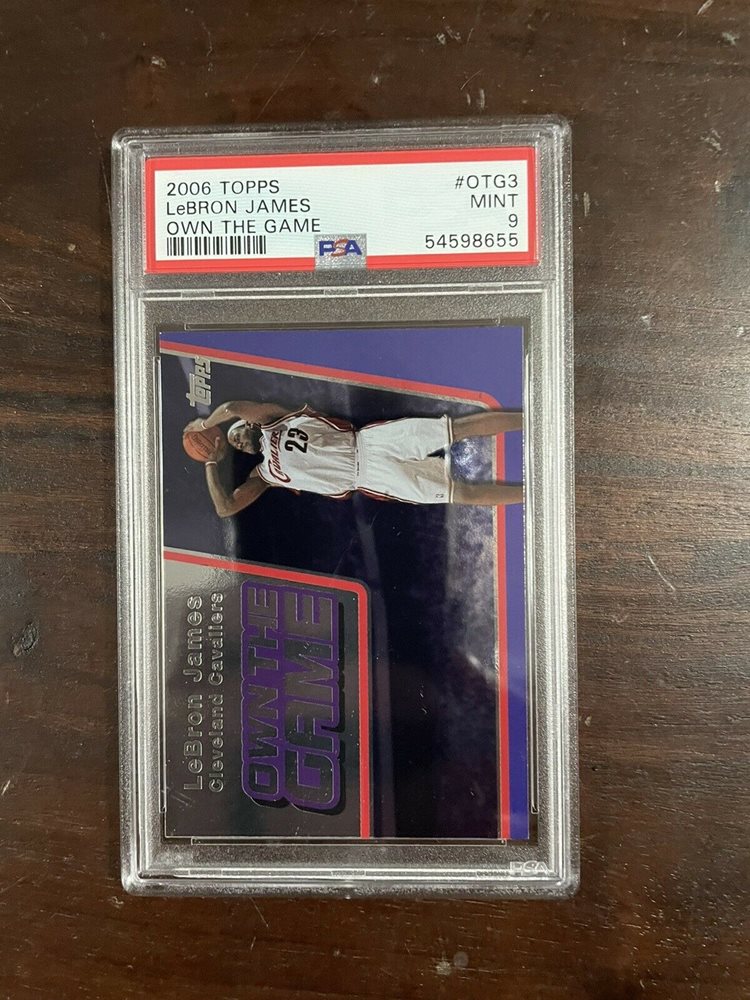 2006 TOPPS
LeBRON JAMES
OWN THE GAME
#OTG3
MINT
9
54598655
PSA
topps
CAVALIERS
23
LeBron James
Cleveland Cavaliers
OWN THE
GAME
PSA